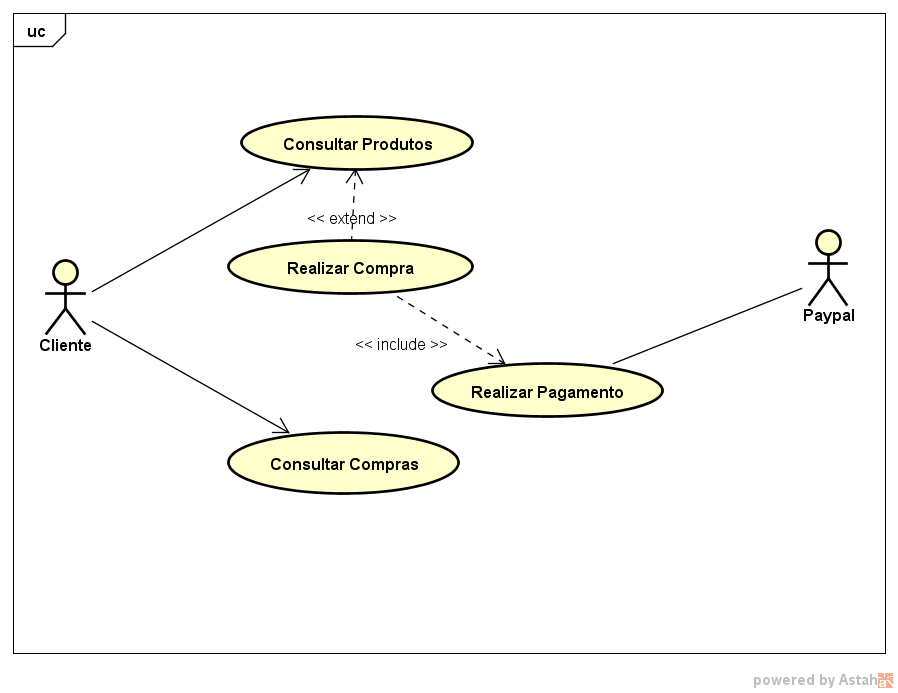 uc
Consultar Produtos
<< extend >>
Realizar Compra
Cliente
Paypal
<< include >>
Realizar Pagamento
Consultar Compras
powered by Astah